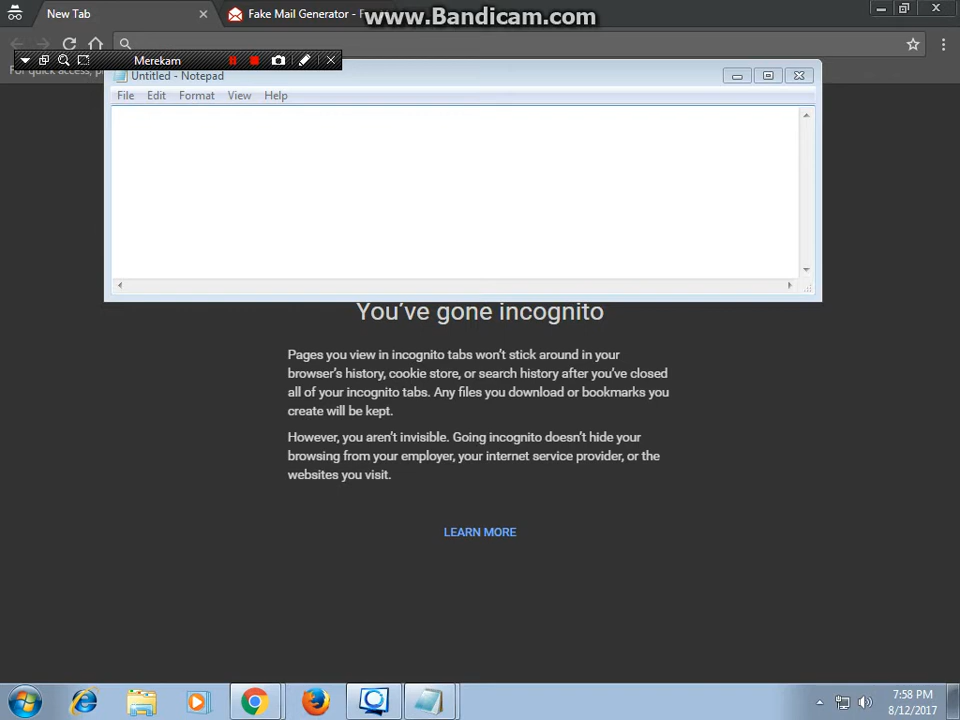 www.Bandicam.com
New Tab
Fake Mail Generator - F
Merekam
For quick access, p
Untitled - Notepad
File Edit Format View Help
You've gone incognito
Pages you view in incognito tabs won't stick around in your
browser's history, cookie store, or search history after you've closed
all of your incognito tabs. Any files you download or bookmarks you
create will be kept.
However, you aren't invisible. Going incognito doesn't hide your
browsing from your employer, your internet service provider, or the
websites you visit.
LEARN MORE
7:58 PM
8/12/2017